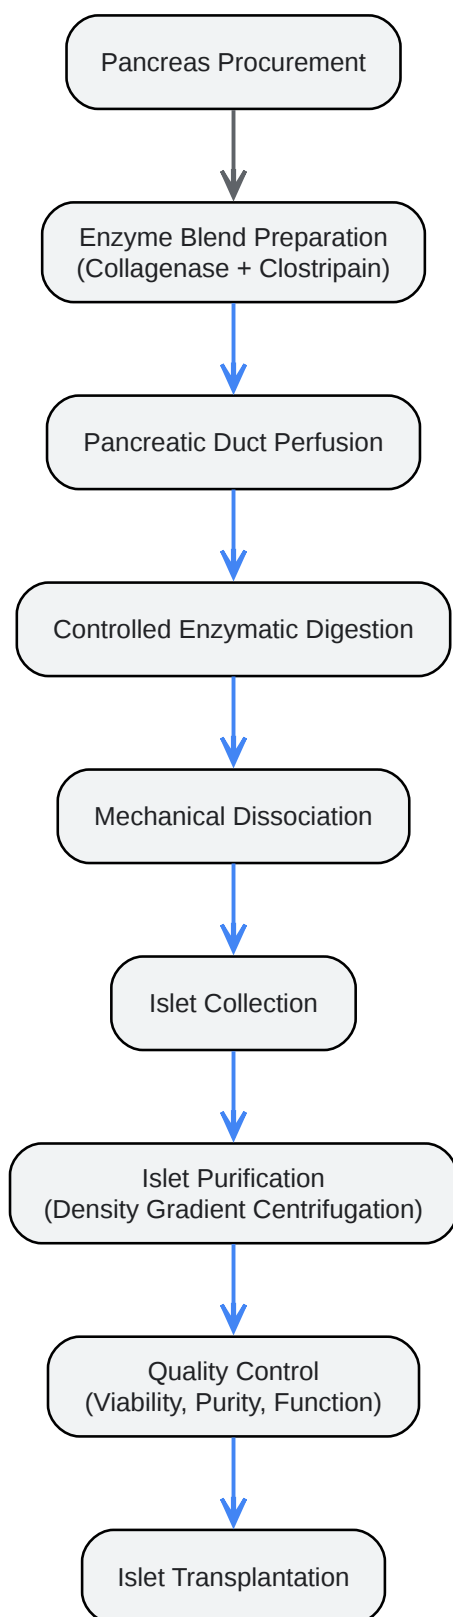 Pancreas Procurement
Enzyme Blend Preparation
(Collagenase + Clostripain)
Pancreatic Duct Perfusion
Controlled Enzymatic Digestion
Mechanical Dissociation
Islet Collection
Islet Purification
(Density Gradient Centrifugation)
Quality Control
(Viability, Purity, Function)
Islet Transplantation